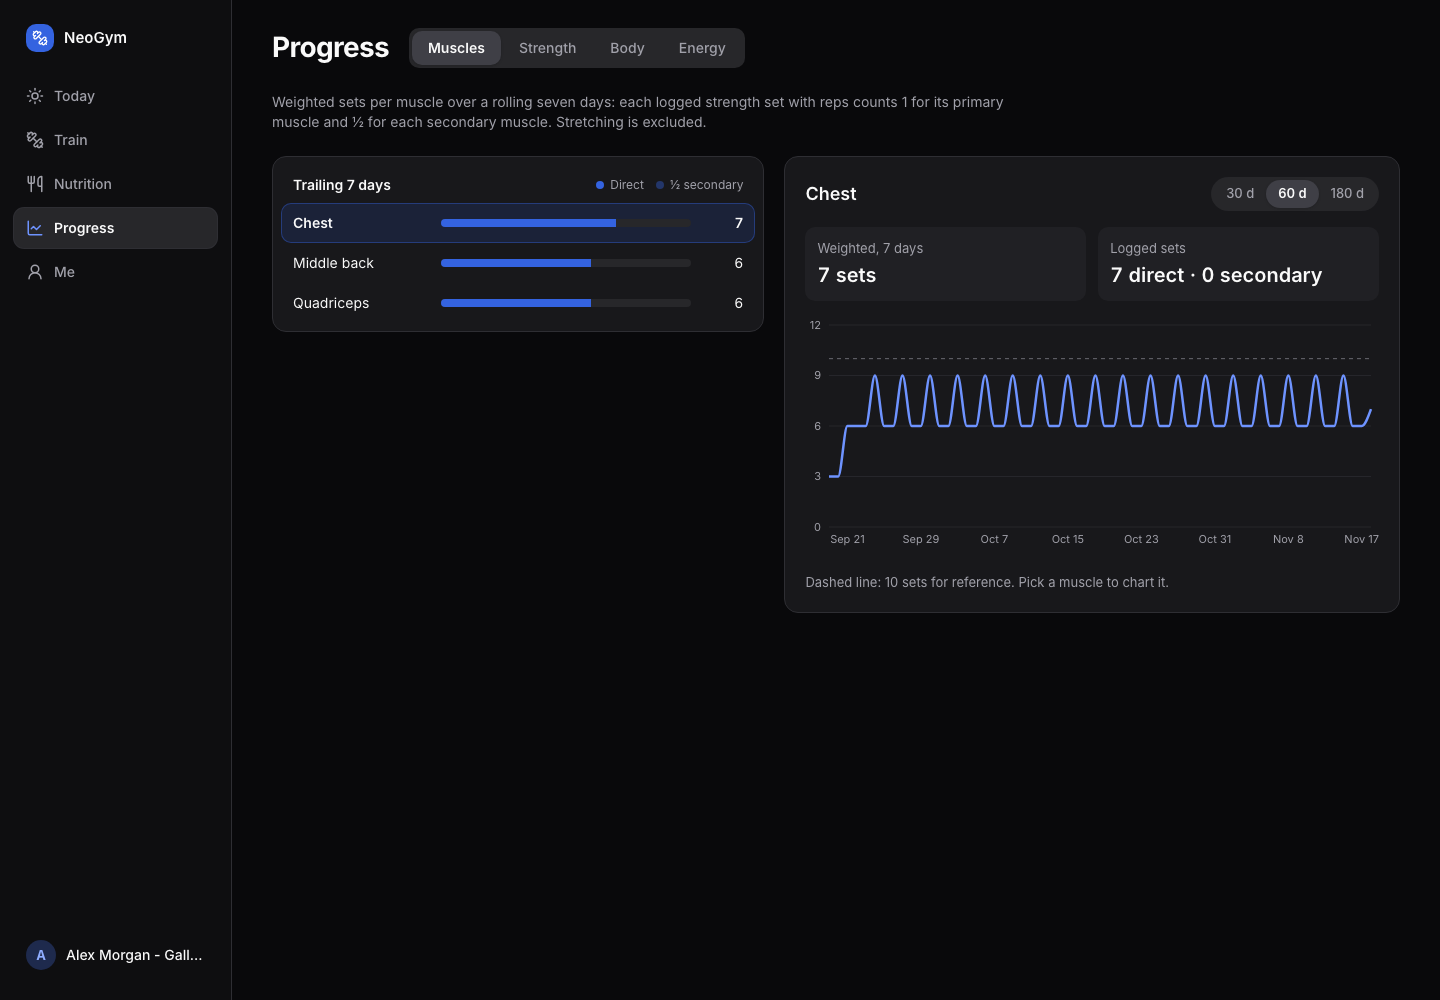 NeoGym
Today
Train
Nutrition
Progress
Me
A
Alex Morgan - Gall...
Progress
Muscles
Strength
Body
Energy
Weighted sets per muscle over a rolling seven days: each logged strength set with reps counts 1 for its primary
muscle and ½ for each secondary muscle. Stretching is excluded.
Trailing 7 days
Direct
½ secondary
Chest 7
Middle back 6
Quadriceps 6
Chest
30 d
60 d
180 d
Weighted, 7 days
7 sets
Logged sets
7 direct · 0 secondary
12
9
6
3
0
Sep 21
Sep 29
Oct 7
Oct 15
Oct 23
Oct 31
Nov 8
Nov 17
Dashed line: 10 sets for reference. Pick a muscle to chart it.